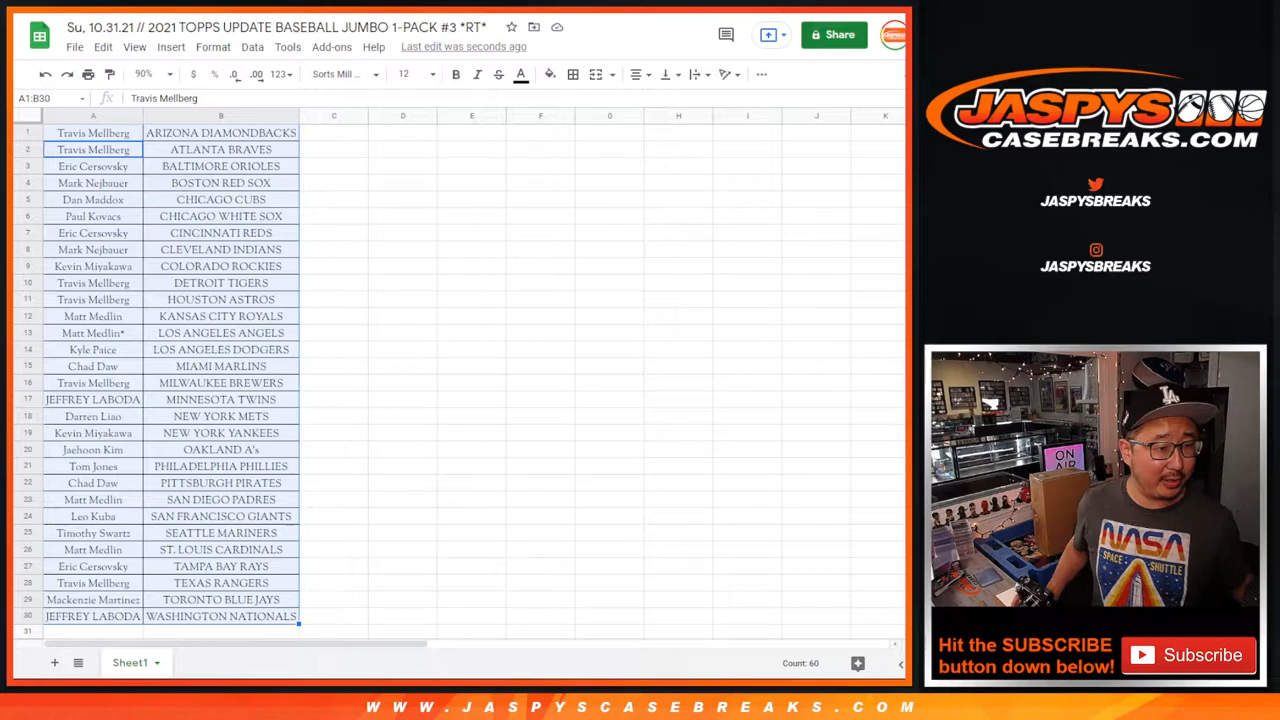 Su, 10.31.21 // 2021 TOPPS UPDATE BASEBALL JUMBO 1-PACK #3 *RT*
File Edit View Insert Format Data Tools Add-ons Help Last edit was seconds ago
Share
90% $ % .0 .00 123 Sorts Mill ... 12 B I S A
A1:B30 fx Travis Mellberg
A B C D E F G H I J K
1 Travis Mellberg ARIZONA DIAMONDBACKS
2 Travis Mellberg ATLANTA BRAVES
3 Eric Cersovsky BALTIMORE ORIOLES
4 Mark Nejbauer BOSTON RED SOX
5 Dan Maddox CHICAGO CUBS
6 Paul Kovacs CHICAGO WHITE SOX
7 Eric Cersovsky CINCINNATI REDS
8 Mark Nejbauer CLEVELAND INDIANS
9 Kevin Miyakawa COLORADO ROCKIES
10 Travis Mellberg DETROIT TIGERS
11 Travis Mellberg HOUSTON ASTROS
12 Matt Medlin KANSAS CITY ROYALS
13 Matt Medlin* LOS ANGELES ANGELS
14 Kyle Paice LOS ANGELES DODGERS
15 Chad Daw MIAMI MARLINS
16 Travis Mellberg MILWAUKEE BREWERS
17 JEFFREY LABODA MINNESOTA TWINS
18 Darren Liao NEW YORK METS
19 Kevin Miyakawa NEW YORK YANKEES
20 Jaehoon Kim OAKLAND A's
21 Tom Jones PHILADELPHIA PHILLIES
22 Chad Daw PITTSBURGH PIRATES
23 Matt Medlin SAN DIEGO PADRES
24 Leo Kuba SAN FRANCISCO GIANTS
25 Timothy Swartz SEATTLE MARINERS
26 Matt Medlin ST. LOUIS CARDINALS
27 Eric Cersovsky TAMPA BAY RAYS
28 Travis Mellberg TEXAS RANGERS
29 Mackenzie Martinez TORONTO BLUE JAYS
30 JEFFREY LABODA WASHINGTON NATIONALS
31
Sheet1
Count: 60
JASPYS
CASEBREAKS.COM
JASPYSBREAKS
JASPYSBREAKS
ON
AIR
LA
NASA
SPACE SHUTTLE
Hit the SUBSCRIBE
button down below!
Subscribe
WWW.JASPYSCASEBREAKS.COM